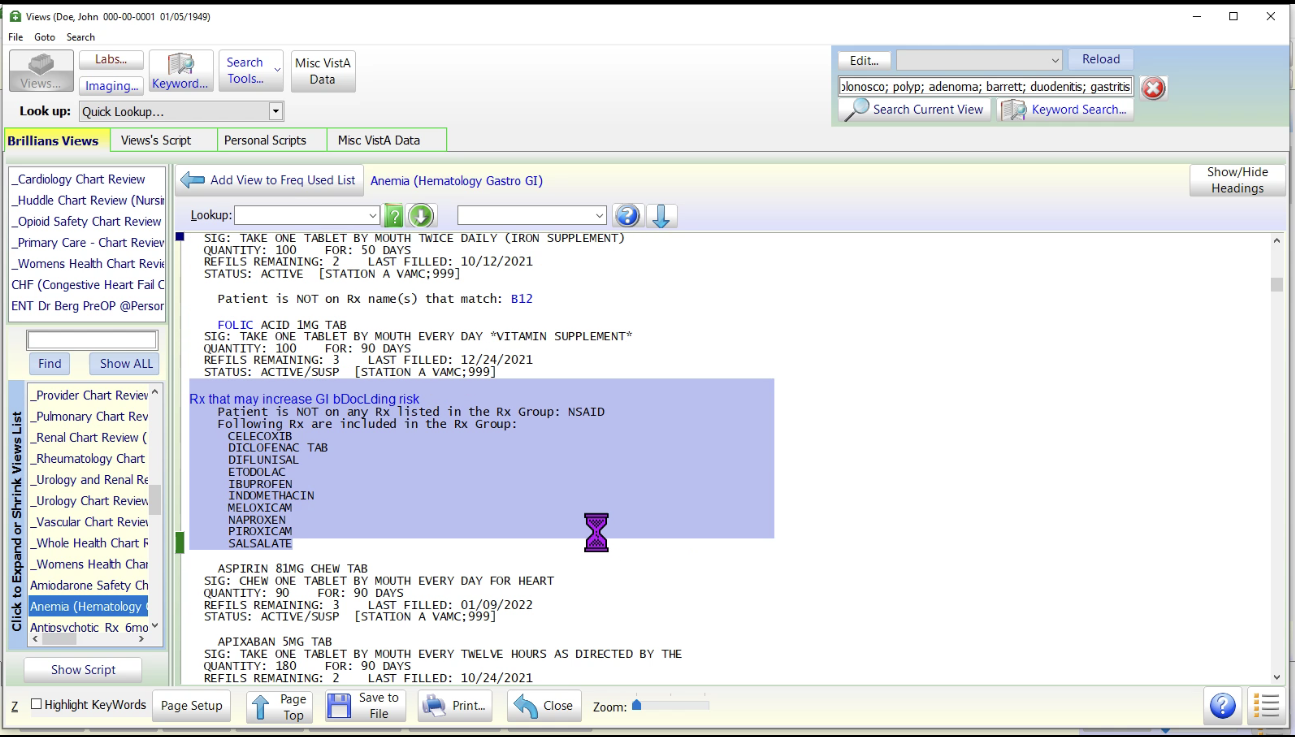 Views (Doe, John 000-00-0001 01/05/1949)
File Goto Search
Views...
Labs...
Imaging...
Keyword...
Search Tools...
Misc VistA Data
Edit...
Reload
olonosco; polyp; adenoma; barrett; duodenitis; gastritis
Look up: Quick Lookup...
Search Current View
Keyword Search...
Brillians Views
Views's Script
Personal Scripts
Misc VistA Data
_Cardiology Chart Review
_Huddle Chart Review (Nursin
_Opioid Safety Chart Review
_Primary Care - Chart Review
_Womens Health Chart Revie
CHF (Congestive Heart Fail C
ENT Dr Berg PreOP @Person
Find
Show ALL
Click to Expand or Shrink Views List
_Provider Chart Review
_Pulmonary Chart Rev
_Renal Chart Review (
_Rheumatology Chart
_Urology and Renal Re
_Urology Chart Review
_Vascular Chart Review
_Whole Health Chart R
_Womens Health Char
Amiodarone Safety Ch
Anemia (Hematology G
Antipsychotic Rx 6mo
Show Script
Add View to Freq Used List
Anemia (Hematology Gastro GI)
Show/Hide Headings
Lookup:
SIG: TAKE ONE TABLET BY MOUTH TWICE DAILY (IRON SUPPLEMENT)
QUANTITY: 100 FOR: 50 DAYS
REFILS REMAINING: 2 LAST FILLED: 10/12/2021
STATUS: ACTIVE [STATION A VAMC;999]
Patient is NOT on Rx name(s) that match: B12
FOLIC ACID 1MG TAB
SIG: TAKE ONE TABLET BY MOUTH EVERY DAY *VITAMIN SUPPLEMENT*
QUANTITY: 100 FOR: 90 DAYS
REFILS REMAINING: 3 LAST FILLED: 12/24/2021
STATUS: ACTIVE/SUSP [STATION A VAMC;999]
Rx that may increase GI bDocLding risk
Patient is NOT on any Rx listed in the Rx Group: NSAID
Following Rx are included in the Rx Group:
CELECOXIB
DICLOFENAC TAB
DIFLUNISAL
ETODOLAC
IBUPROFEN
INDOMETHACIN
MELOXICAM
NAPROXEN
PIROXICAM
SALSALATE
ASPIRIN 81MG CHEW TAB
SIG: CHEW ONE TABLET BY MOUTH EVERY DAY FOR HEART
QUANTITY: 90 FOR: 90 DAYS
REFILS REMAINING: 3 LAST FILLED: 01/09/2022
STATUS: ACTIVE/SUSP [STATION A VAMC;999]
APIXABAN 5MG TAB
SIG: TAKE ONE TABLET BY MOUTH EVERY TWELVE HOURS AS DIRECTED BY THE
QUANTITY: 180 FOR: 90 DAYS
REFILS REMAINING: 2 LAST FILLED: 10/24/2021
Z
Highlight KeyWords
Page Setup
Page Top
Save to File
Print...
Close
Zoom: